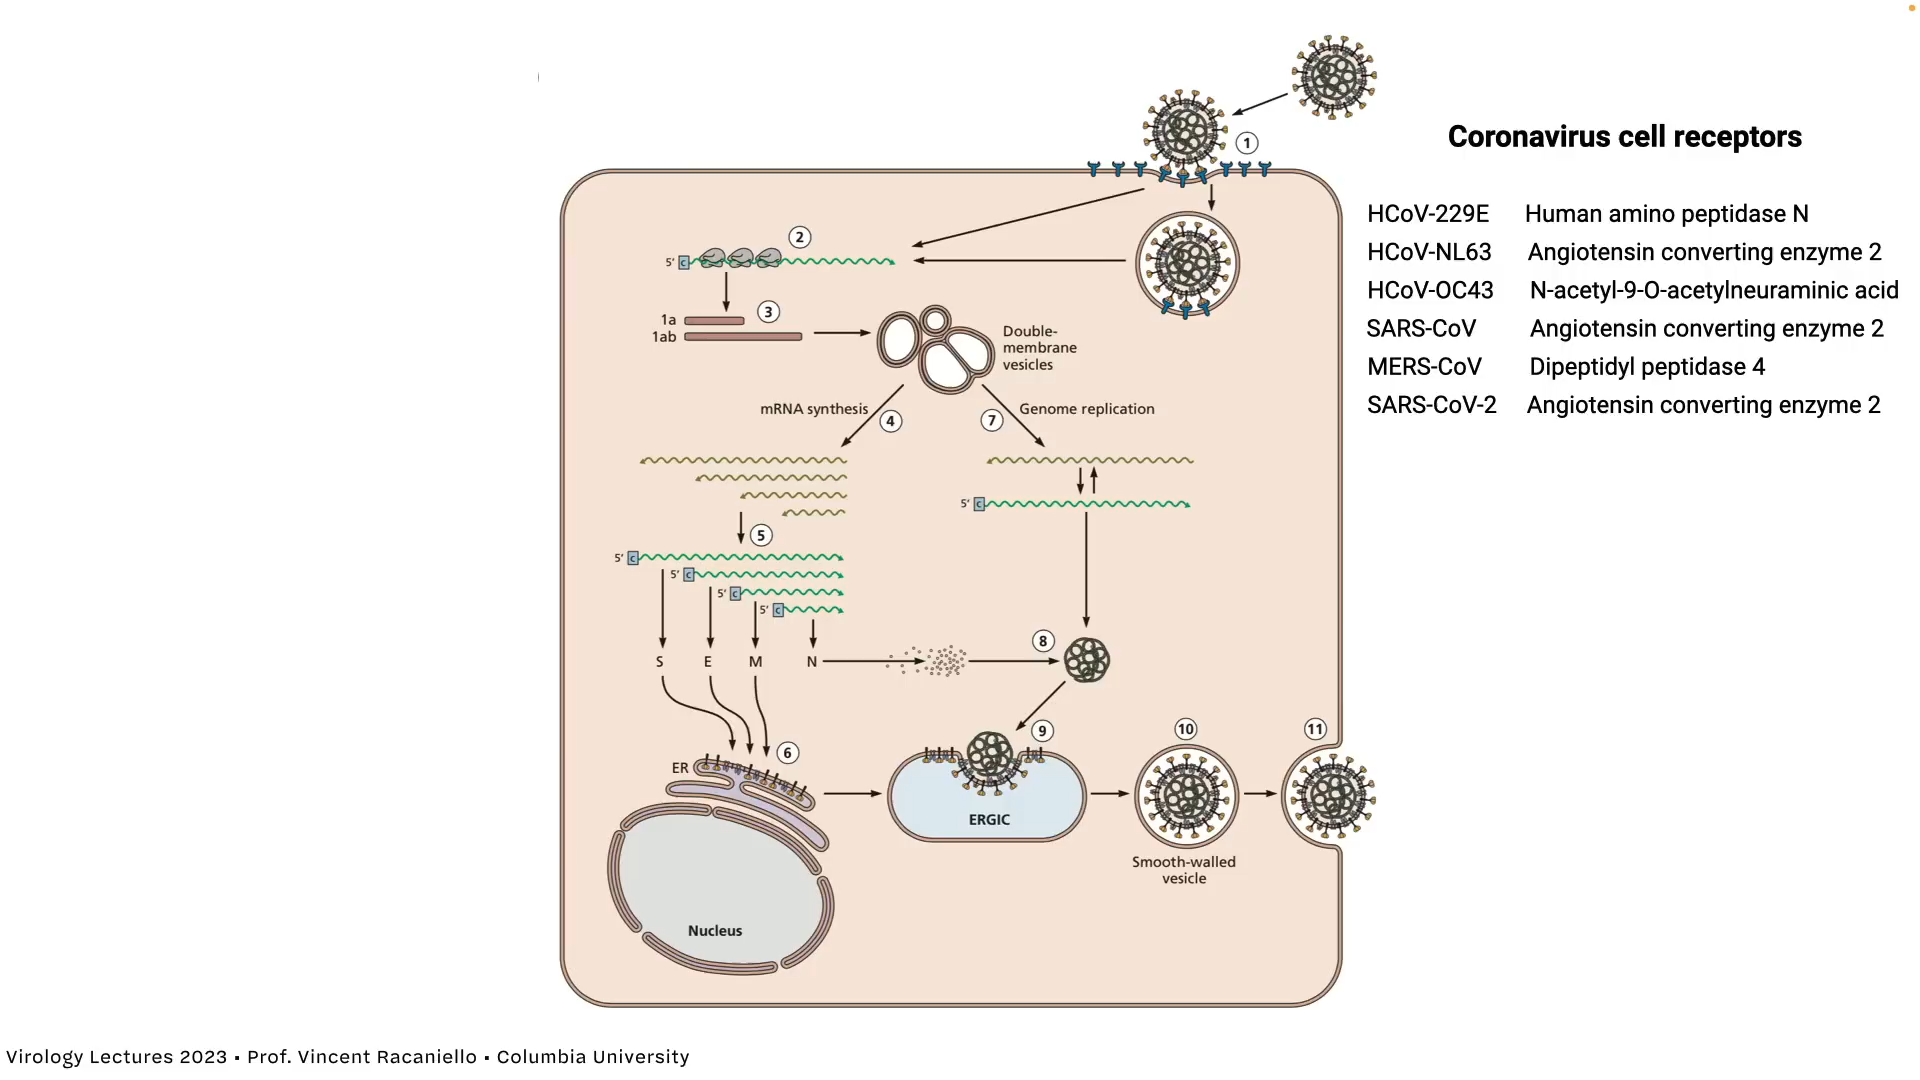 1
Coronavirus cell receptors
HCoV-229E Human amino peptidase N
HCoV-NL63 Angiotensin converting enzyme 2
HCoV-OC43 N-acetyl-9-O-acetylneuraminic acid
SARS-CoV Angiotensin converting enzyme 2
MERS-CoV Dipeptidyl peptidase 4
SARS-CoV-2 Angiotensin converting enzyme 2
2
5' c
3
1a
1ab
Double-
membrane
vesicles
mRNA synthesis
4
7
Genome replication
5' c
5
5' c
5' c
5' c
5' c
S E M N
8
6
ER
9
ERGIC
10
11
Smooth-walled
vesicle
Nucleus
Virology Lectures 2023 • Prof. Vincent Racaniello • Columbia University